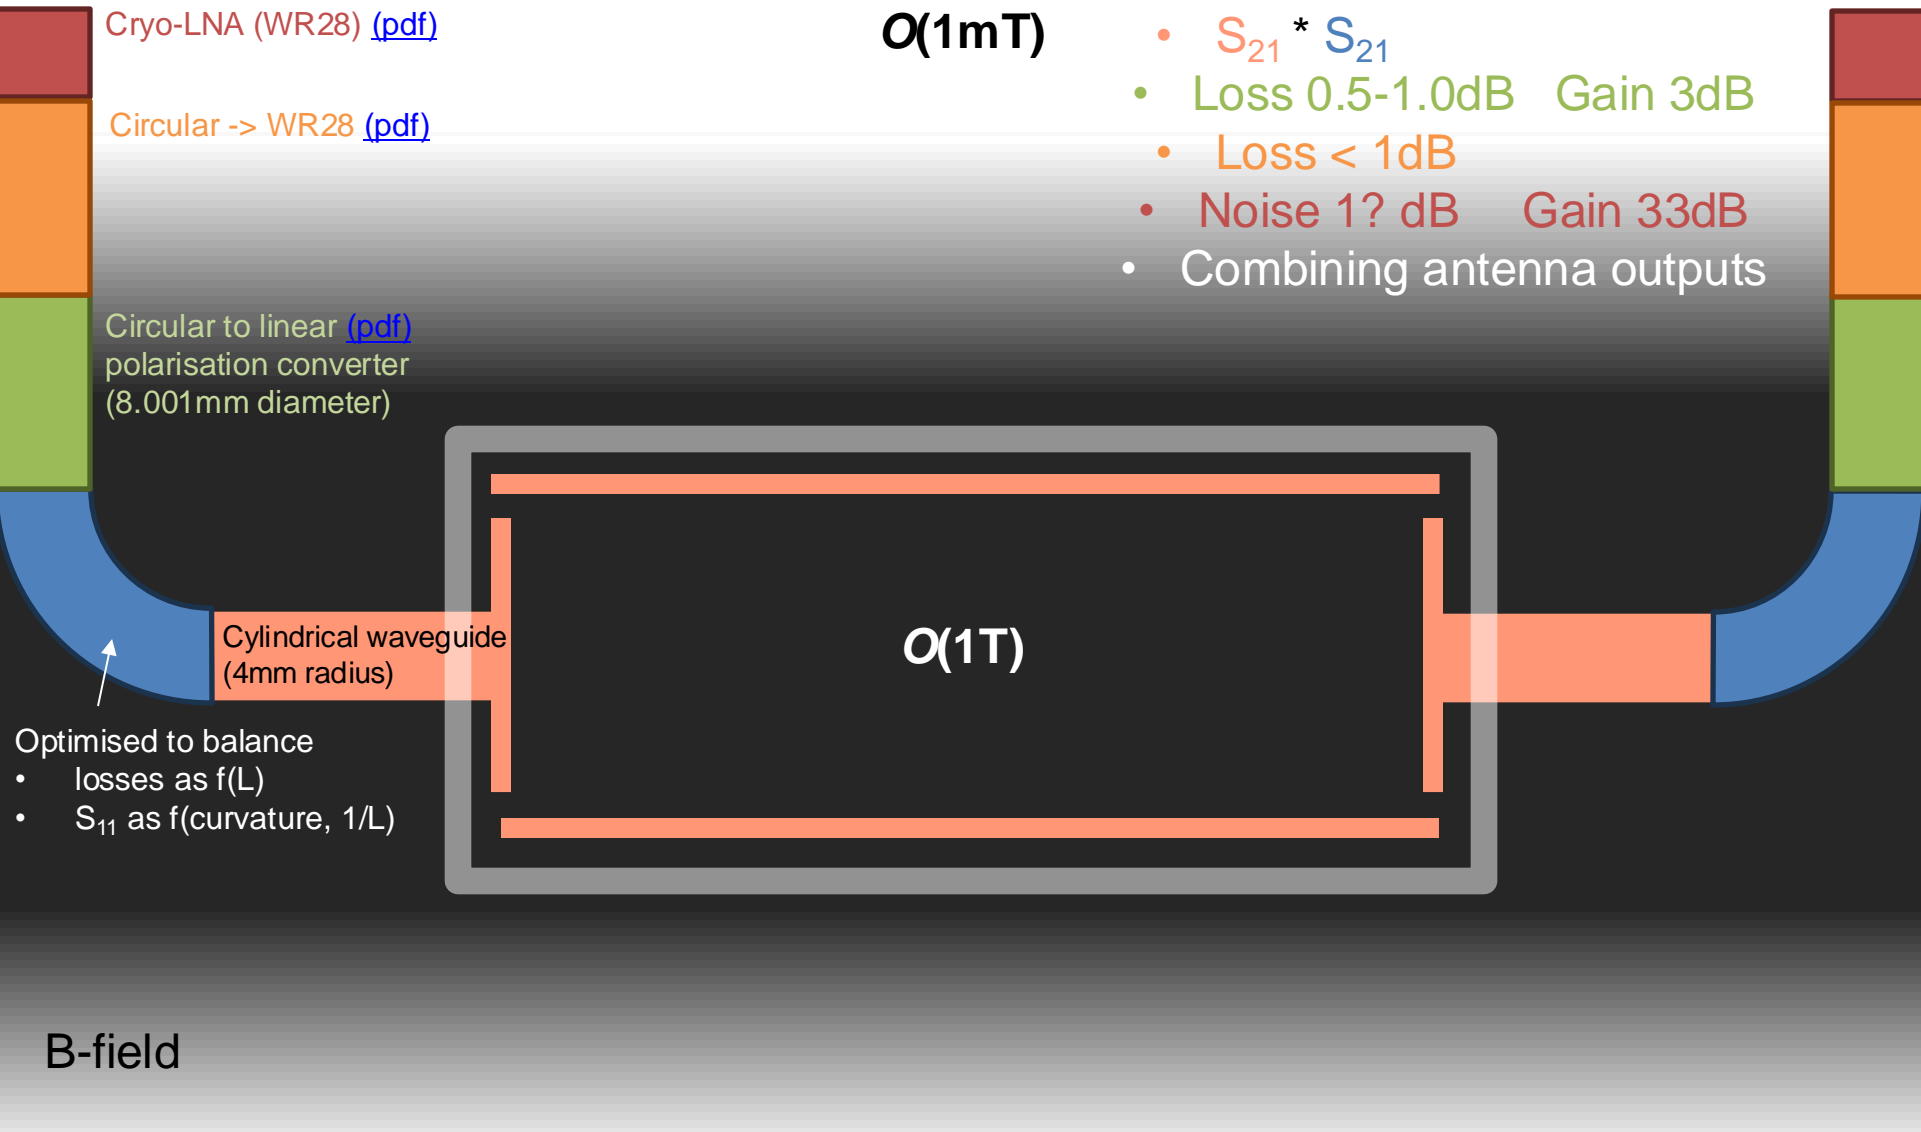 Cryo-LNA (WR28) (pdf)
O(1mT)
• S21 * S21
• Loss 0.5-1.0dB Gain 3dB
Circular -> WR28 (pdf)
• Loss < 1dB
• Noise 1? dB Gain 33dB
• Combining antenna outputs
Circular to linear (pdf)
polarisation converter
(8.001mm diameter)
Cylindrical waveguide
(4mm radius)
O(1T)
Optimised to balance
• losses as f(L)
• S11 as f(curvature, 1/L)
B-field